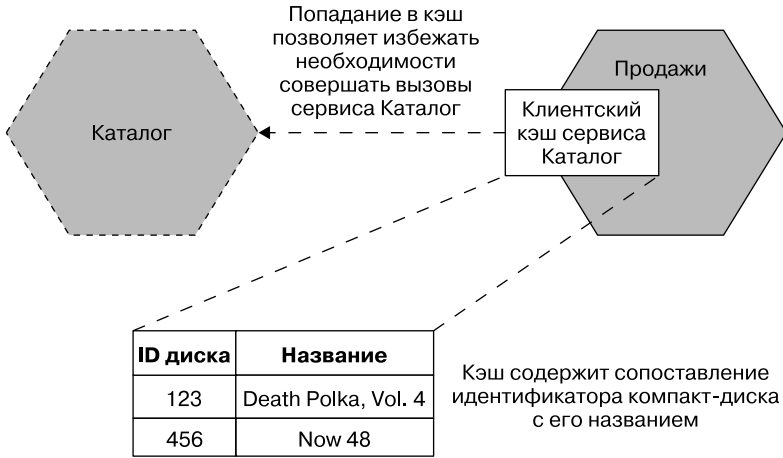 Попадание в кэш
позволяет избежать
необходимости
совершать вызовы
сервиса Каталог
Продажи
Каталог
Клиентский
кэш сервиса
Каталог
ID диска Название
123 Death Polka, Vol. 4
456 Now 48
Кэш содержит сопоставление
идентификатора компакт-диска
с его названием